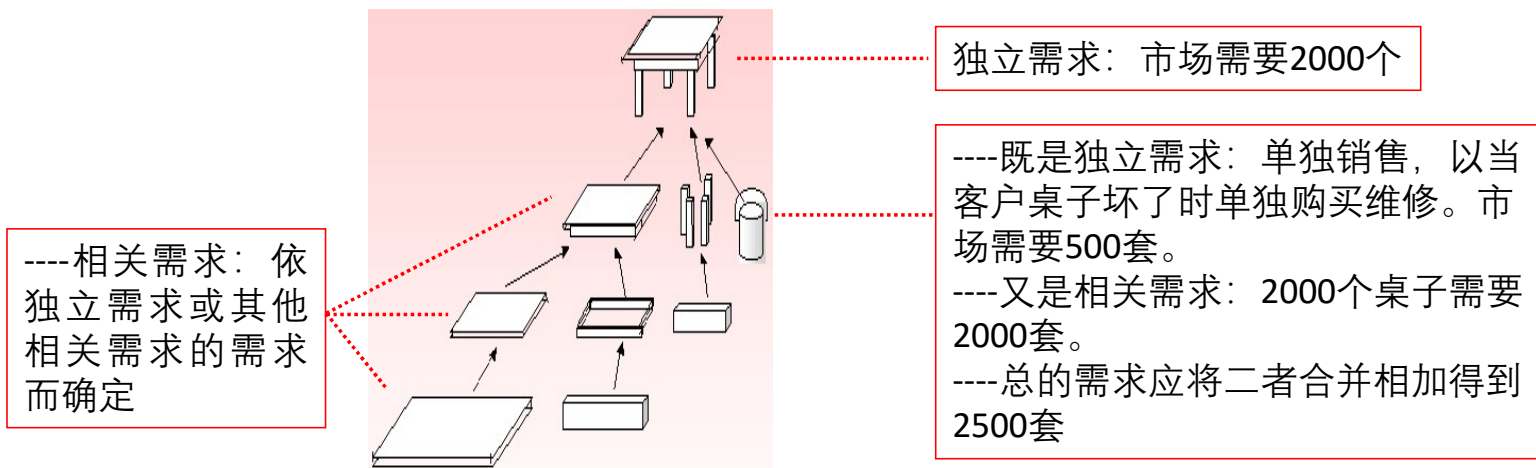 独立需求：市场需要2000个
----既是独立需求：单独销售，以当
客户桌子坏了时单独购买维修。市
场需要500套。
----又是相关需求：2000个桌子需要
2000套。
----总的需求应将二者合并相加得到
2500套
----相关需求：依
独立需求或其他
相关需求的需求
而确定